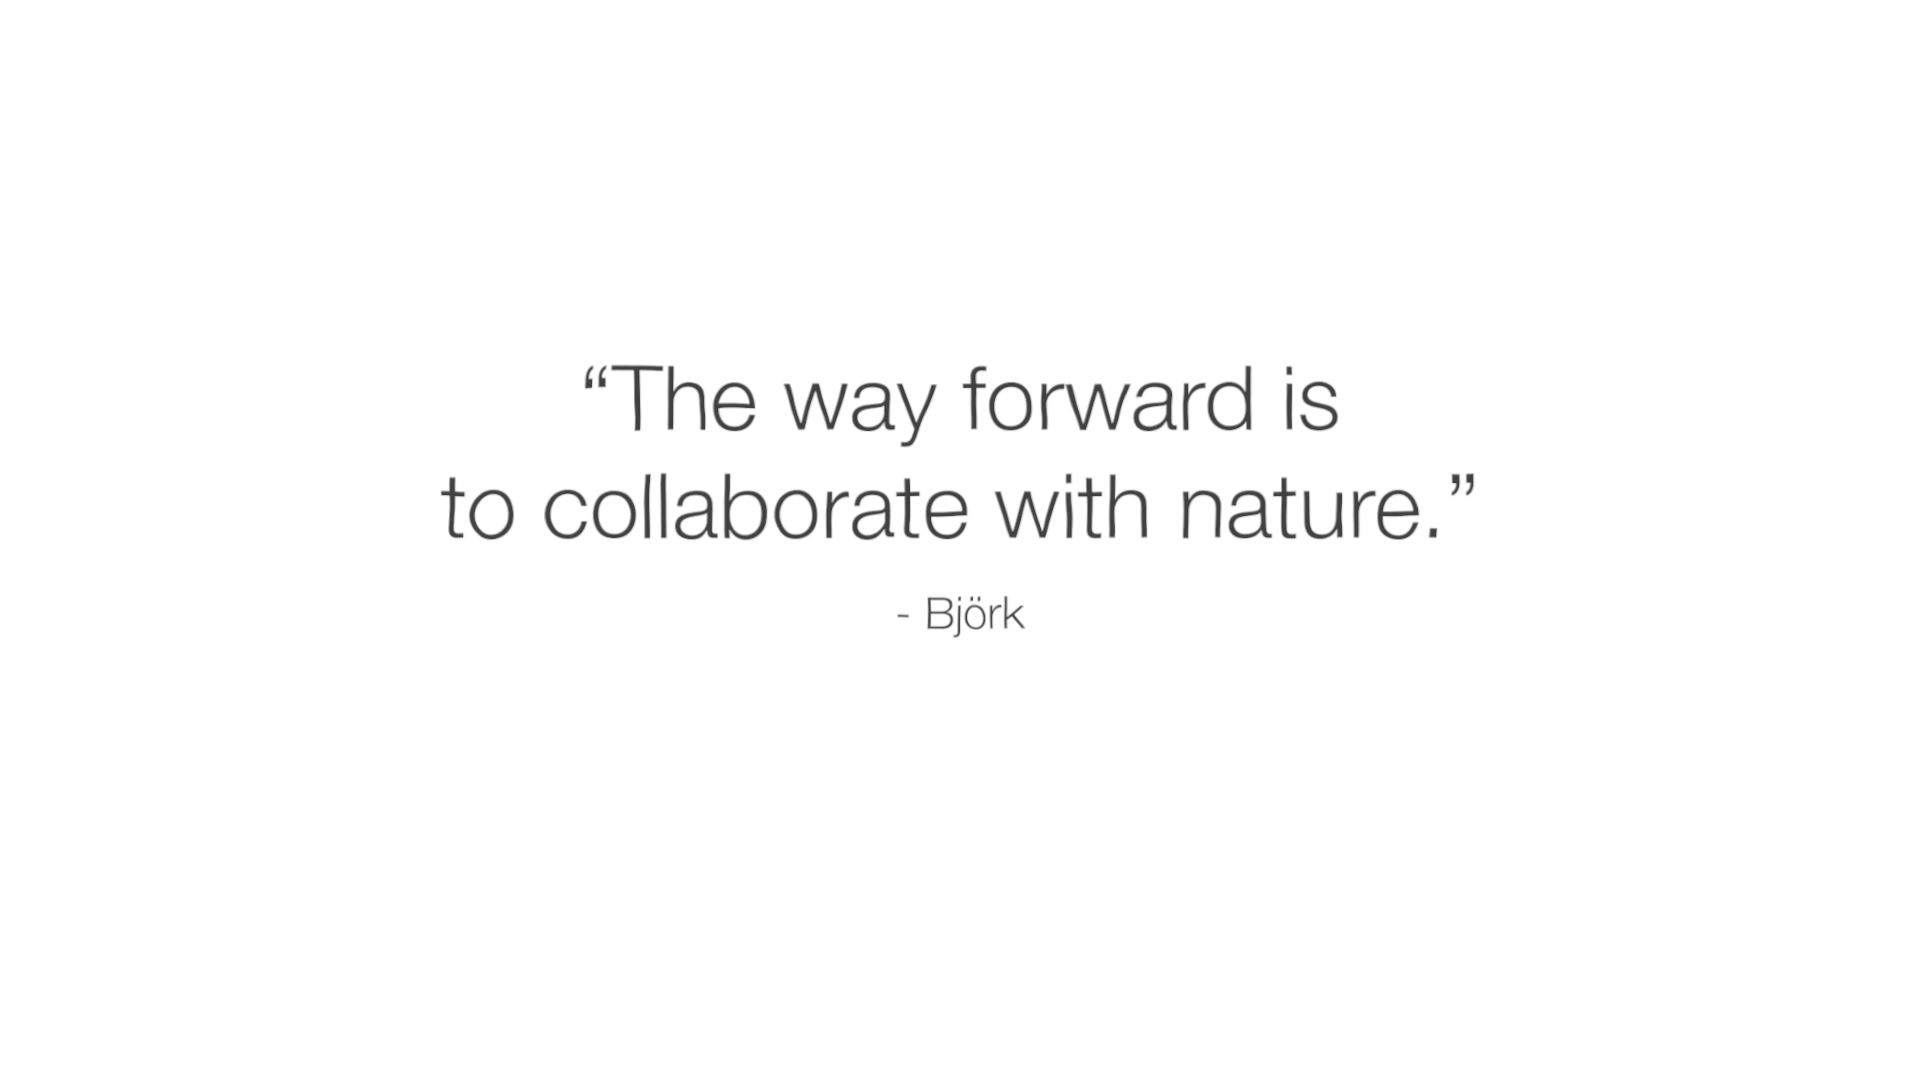 “The way forward is
to collaborate with nature.”
- Björk